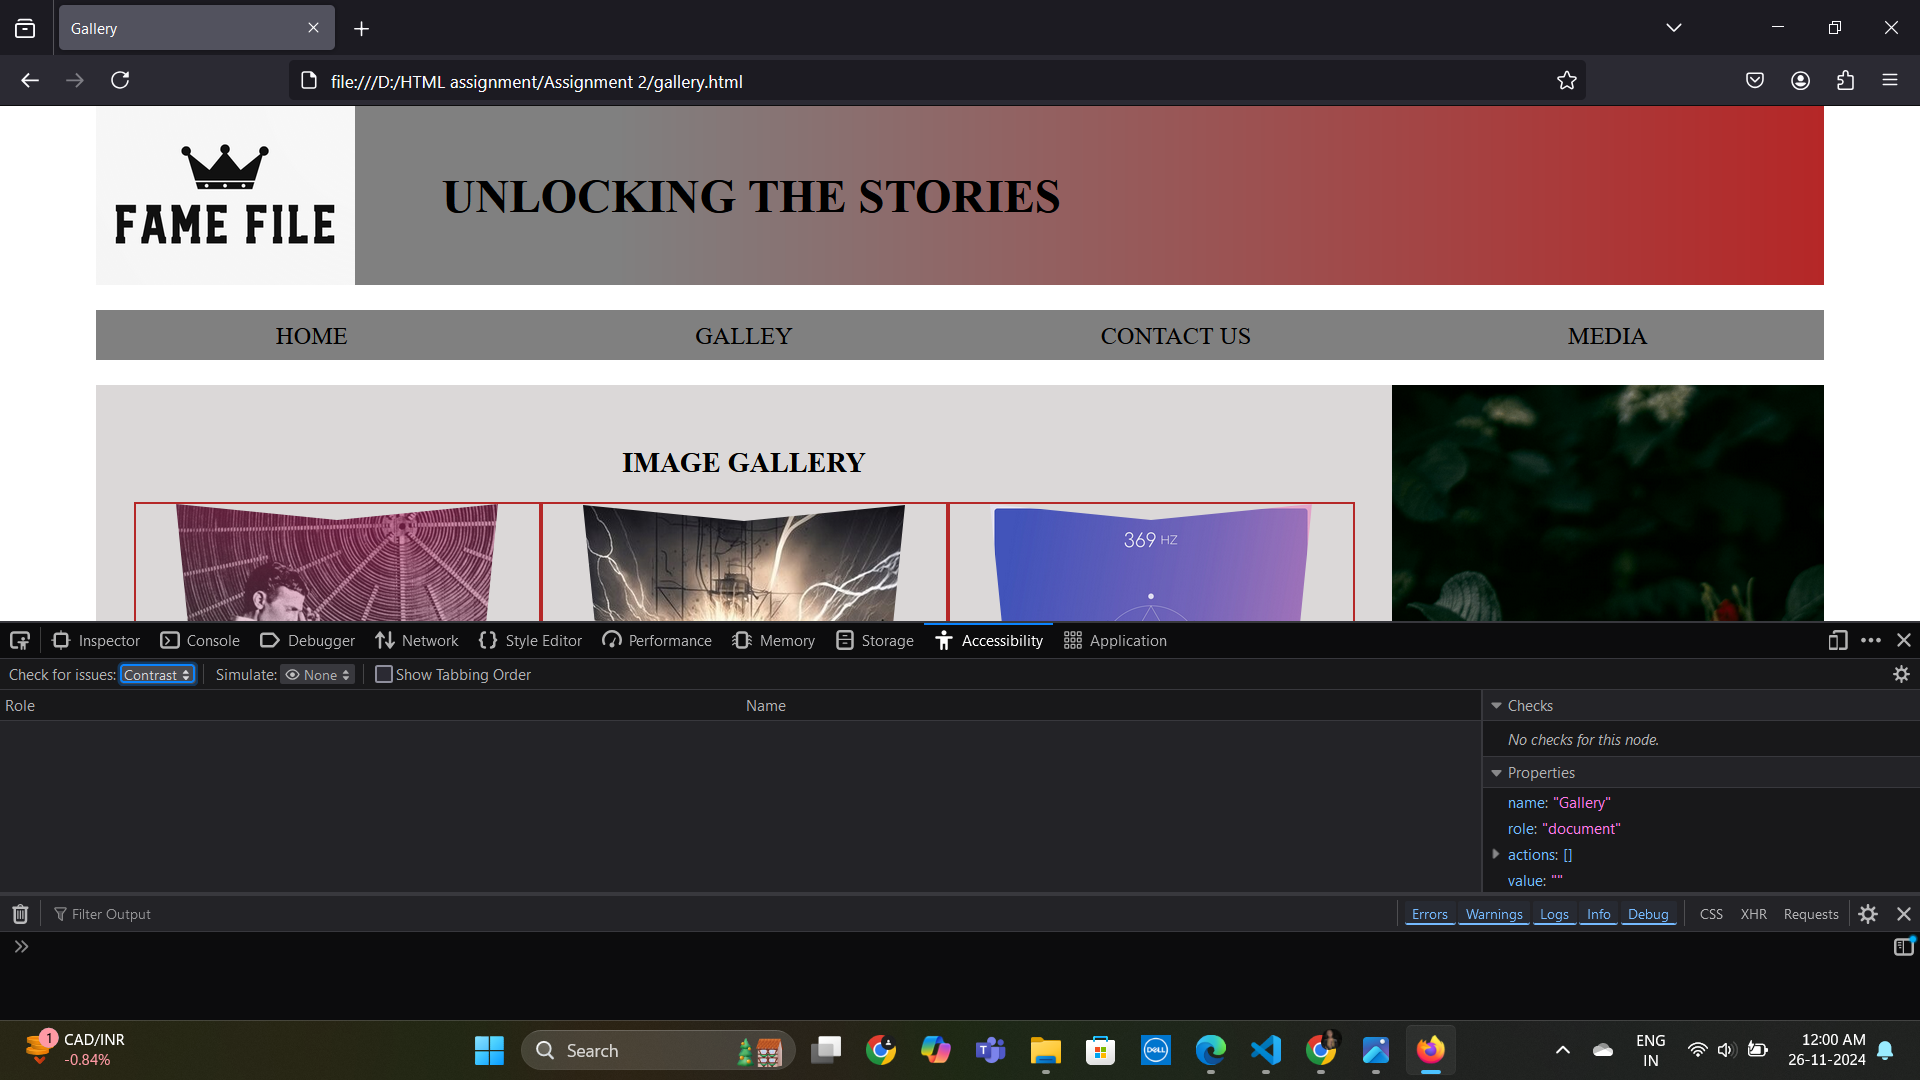 Gallery
file:///D:/HTML assignment/Assignment 2/gallery.html
FAME FILE
UNLOCKING THE STORIES
HOME GALLEY CONTACT US MEDIA
IMAGE GALLERY
369 HZ
Inspector Console Debugger Network Style Editor Performance Memory Storage Accessibility Application
Check for issues: Contrast Simulate: None Show Tabbing Order
Role Name
Checks
No checks for this node.
Properties
name: "Gallery"
role: "document"
actions: []
value: ""
Filter Output Errors Warnings Logs Info Debug CSS XHR Requests
1
CAD/INR
-0.84%
Search
T
DELL
ENG
IN
12:00 AM
26-11-2024